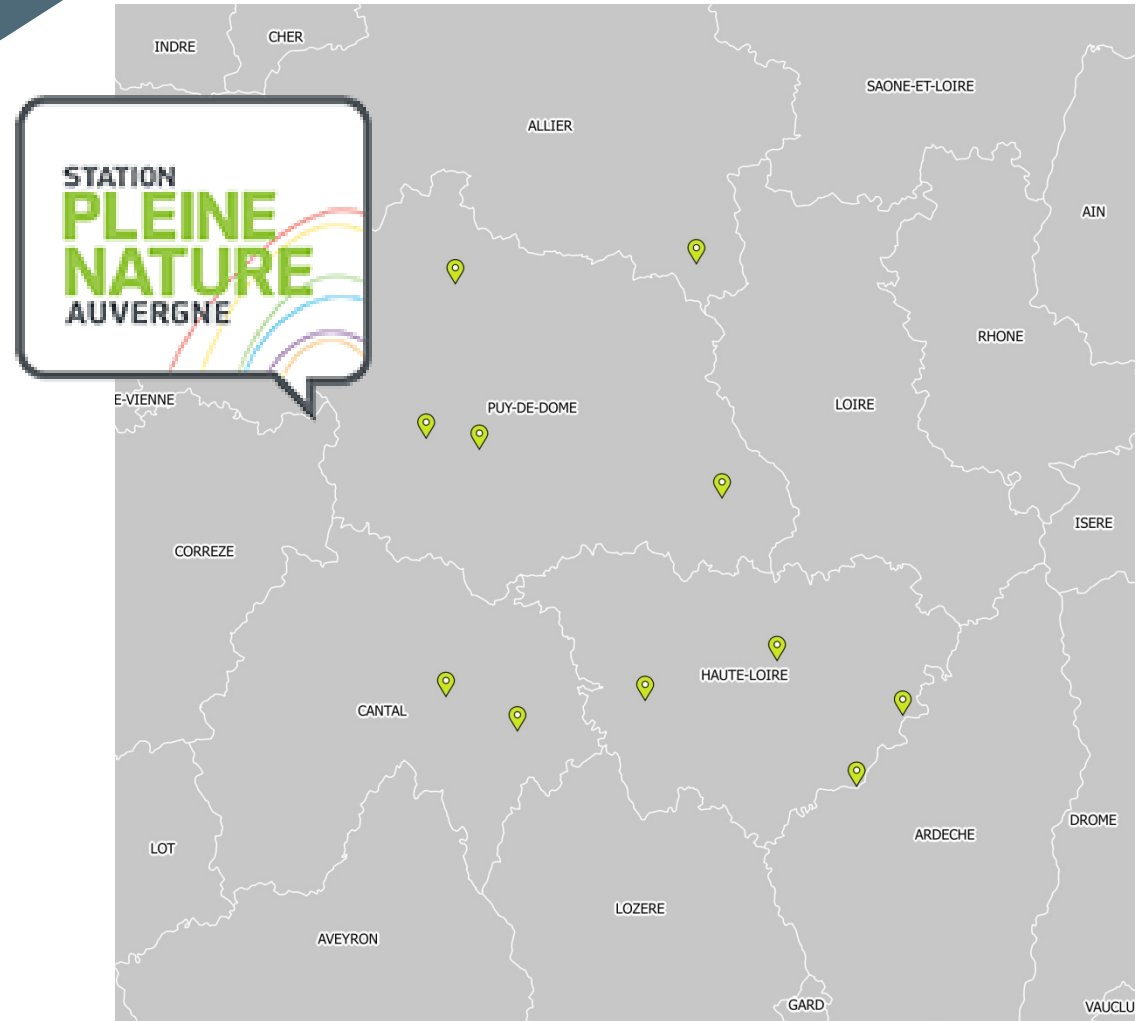 INDRE
CHER
SAONE-ET-LOIRE
ALLIER
STATION
PLEINE
NATURE
AUVERGNE
AIN
RHONE
E-VIENNE
PUY-DE-DOME
LOIRE
ISERE
CORREZE
HAUTE-LOIRE
CANTAL
DROME
ARDECHE
LOT
LOZERE
AVEYRON
GARD
VAUCLU